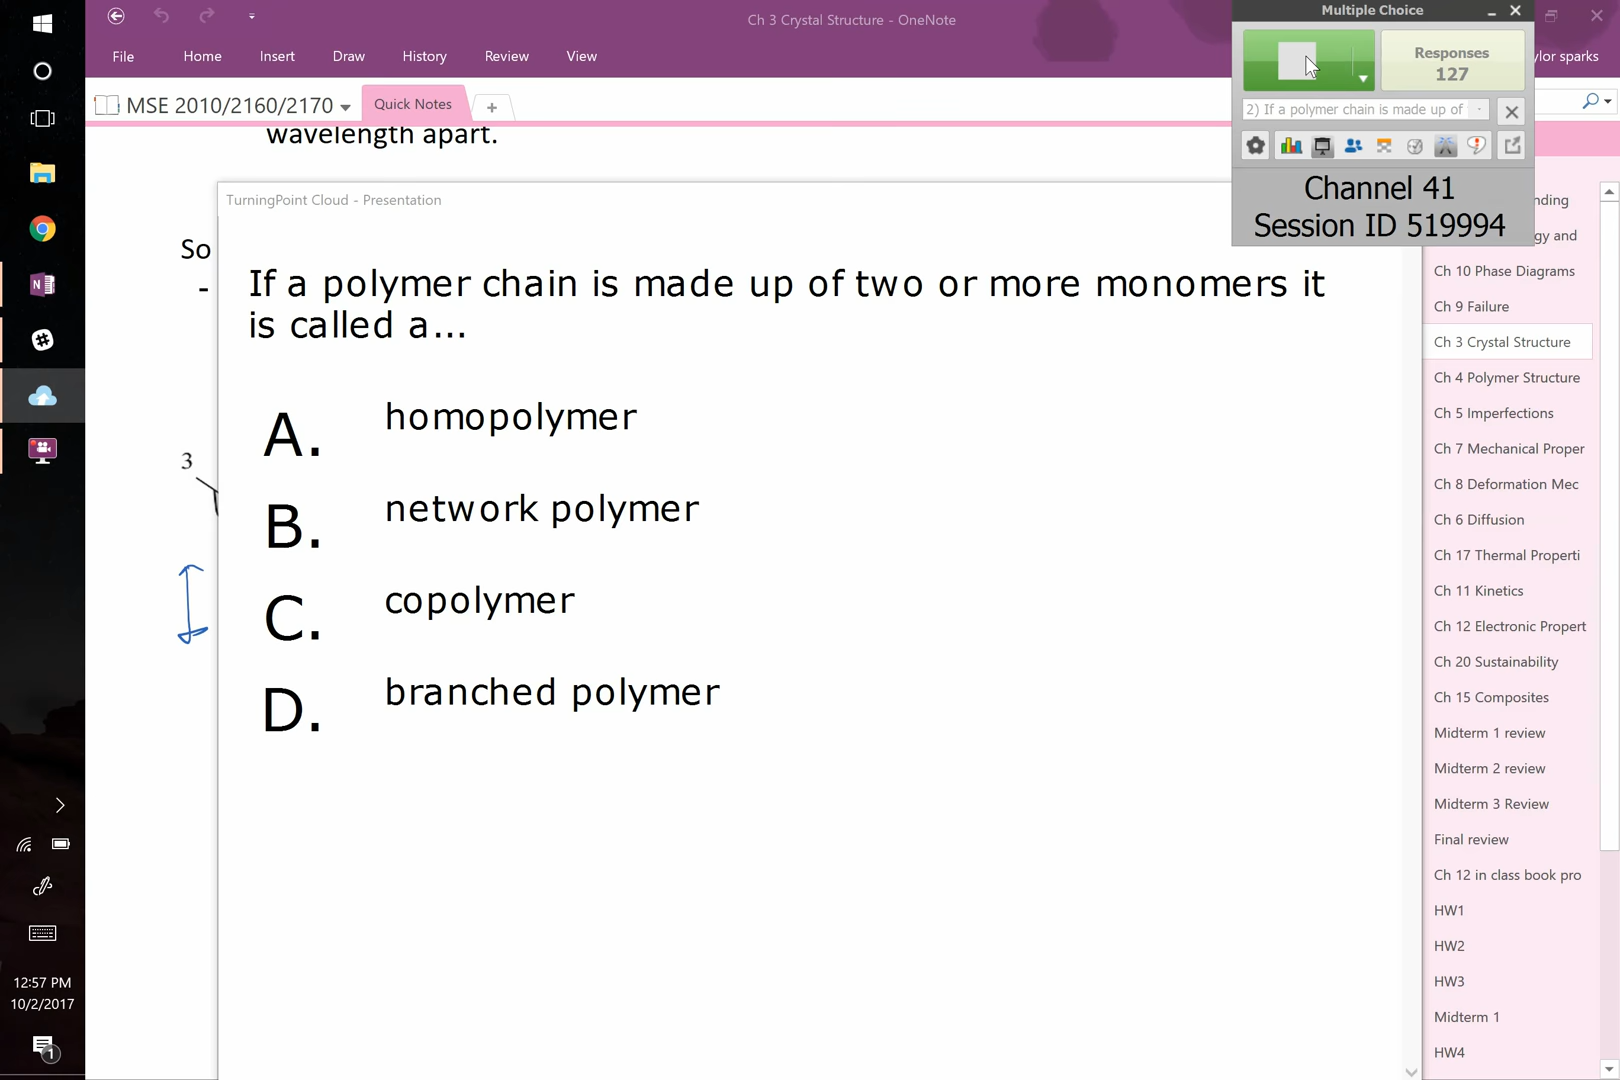 Ch 3 Crystal Structure - OneNote
Multiple Choice
File Home Insert Draw History Review View
Responses
127
ylor sparks
MSE 2010/2160/2170
Quick Notes
2) If a polymer chain is made up of
wavelength apart.
Channel 41
Session ID 519994
TurningPoint Cloud - Presentation
So
-
If a polymer chain is made up of two or more monomers it
is called a...
A. homopolymer
B. network polymer
C. copolymer
D. branched polymer
3
nding
gy and
Ch 10 Phase Diagrams
Ch 9 Failure
Ch 3 Crystal Structure
Ch 4 Polymer Structure
Ch 5 Imperfections
Ch 7 Mechanical Proper
Ch 8 Deformation Mec
Ch 6 Diffusion
Ch 17 Thermal Properti
Ch 11 Kinetics
Ch 12 Electronic Propert
Ch 20 Sustainability
Ch 15 Composites
Midterm 1 review
Midterm 2 review
Midterm 3 Review
Final review
Ch 12 in class book pro
HW1
HW2
HW3
Midterm 1
HW4
12:57 PM
10/2/2017
1